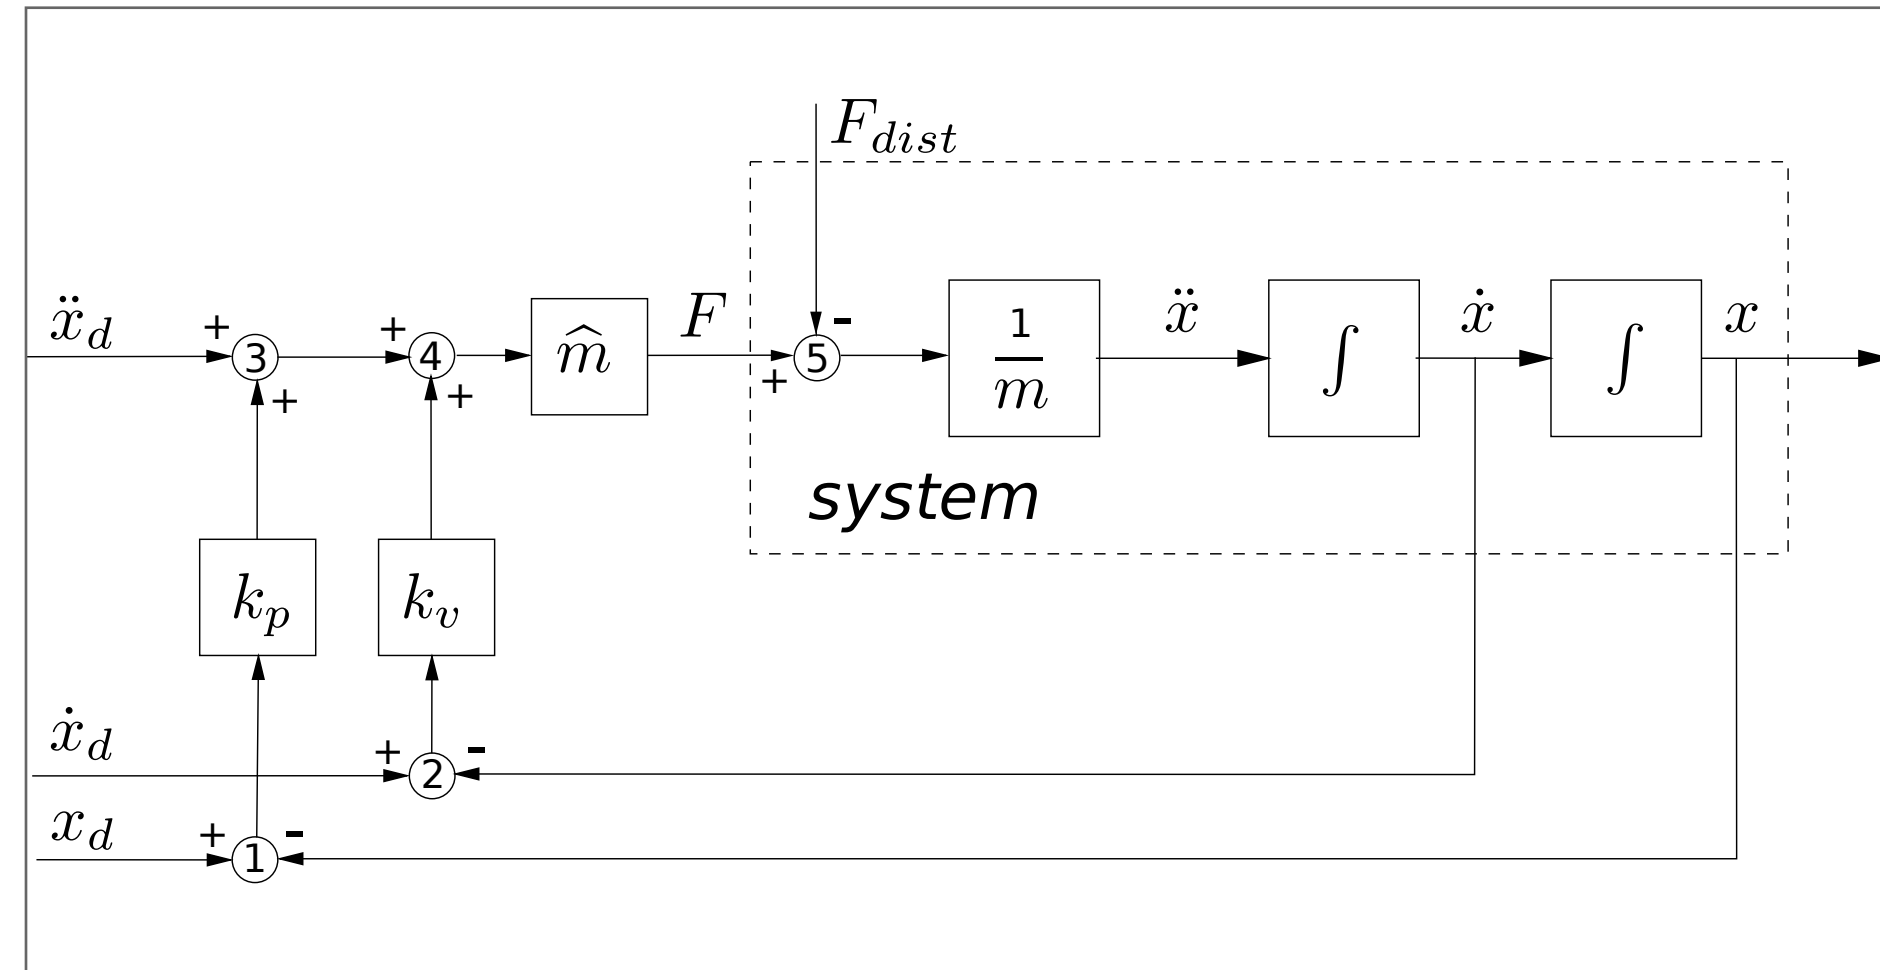 F_dist
ẍ_d + 3 + + 4 + m̂ F + 5 - 1/m ẍ ∫ ẋ ∫ x
system
k_p k_v
ẋ_d + 2 -
x_d + 1 -